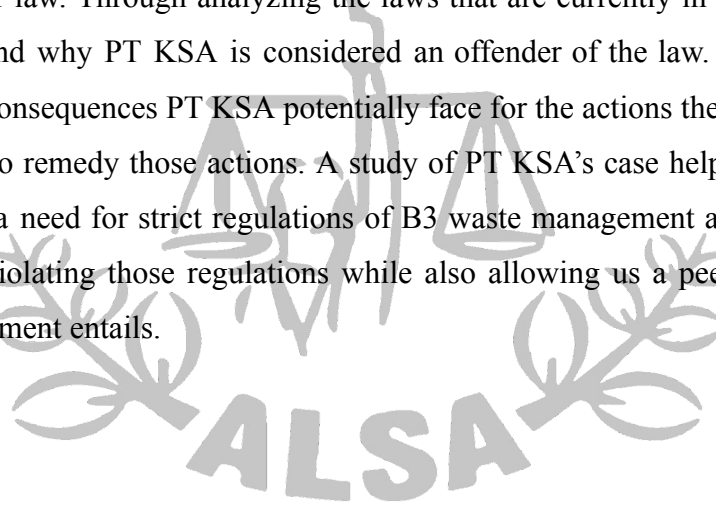 r law. Through analyzing the laws that are currently in
nd why PT KSA is considered an offender of the law.
onsequences PT KSA potentially face for the actions the
o remedy those actions. A study of PT KSA’s case help
a need for strict regulations of B3 waste management a
iolating those regulations while also allowing us a pee
ment entails.
ALSA